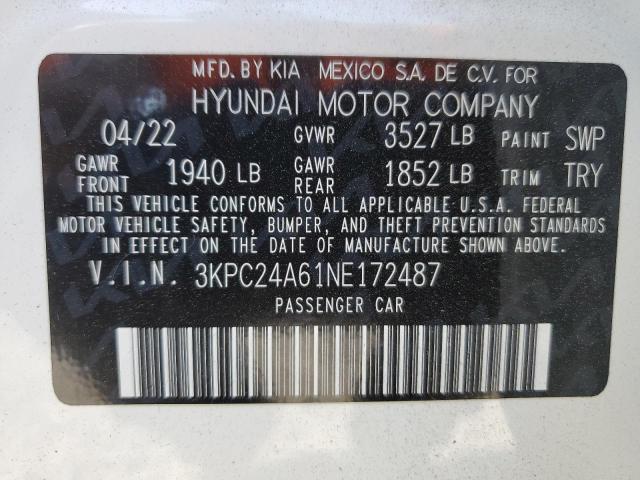 MFD. BY KIA MEXICO S.A. DE C.V. FOR
HYUNDAI MOTOR COMPANY
04/22 GVWR 3527 LB PAINT SWP
GAWR FRONT 1940 LB GAWR REAR 1852 LB TRIM TRY
THIS VEHICLE CONFORMS TO ALL APPLICABLE U.S.A. FEDERAL
MOTOR VEHICLE SAFETY, BUMPER, AND THEFT PREVENTION STANDARDS
IN EFFECT ON THE DATE OF MANUFACTURE SHOWN ABOVE.
V.I.N. 3KPC24A61NE172487
PASSENGER CAR